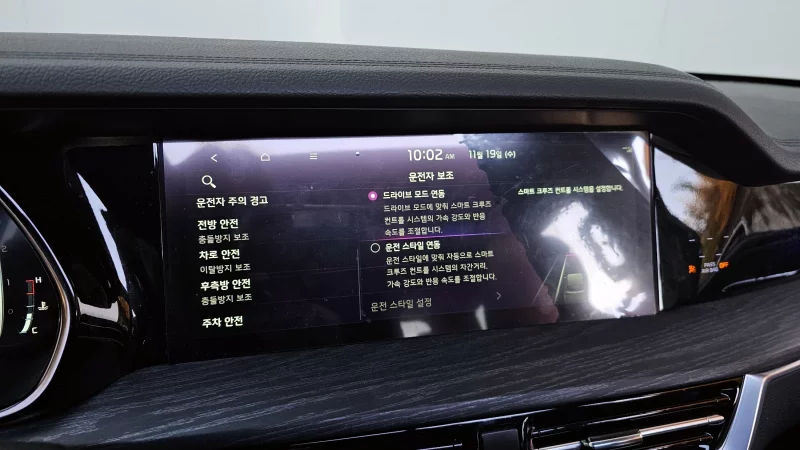 10:02 AM 11월 19일 (수)
운전자 보조
운전자 주의 경고
전방 안전
충돌방지 보조
차로 안전
이탈방지 보조
후측방 안전
충돌방지 보조
주차 안전
드라이브 모드 연동
드라이브 모드에 맞춰 스마트 크루즈
컨트롤 시스템의 가속 강도와 반응
속도를 조절합니다.
운전 스타일 연동
운전 스타일에 맞춰 자동으로 스마트
크루즈 컨트롤 시스템의 차간거리,
가속 강도와 반응 속도를 조절합니다.
운전 스타일 설정
스마트 크루즈 컨트롤 시스템을 설정합니다.
H
C
2
1
PASS
AIR BAG OFF